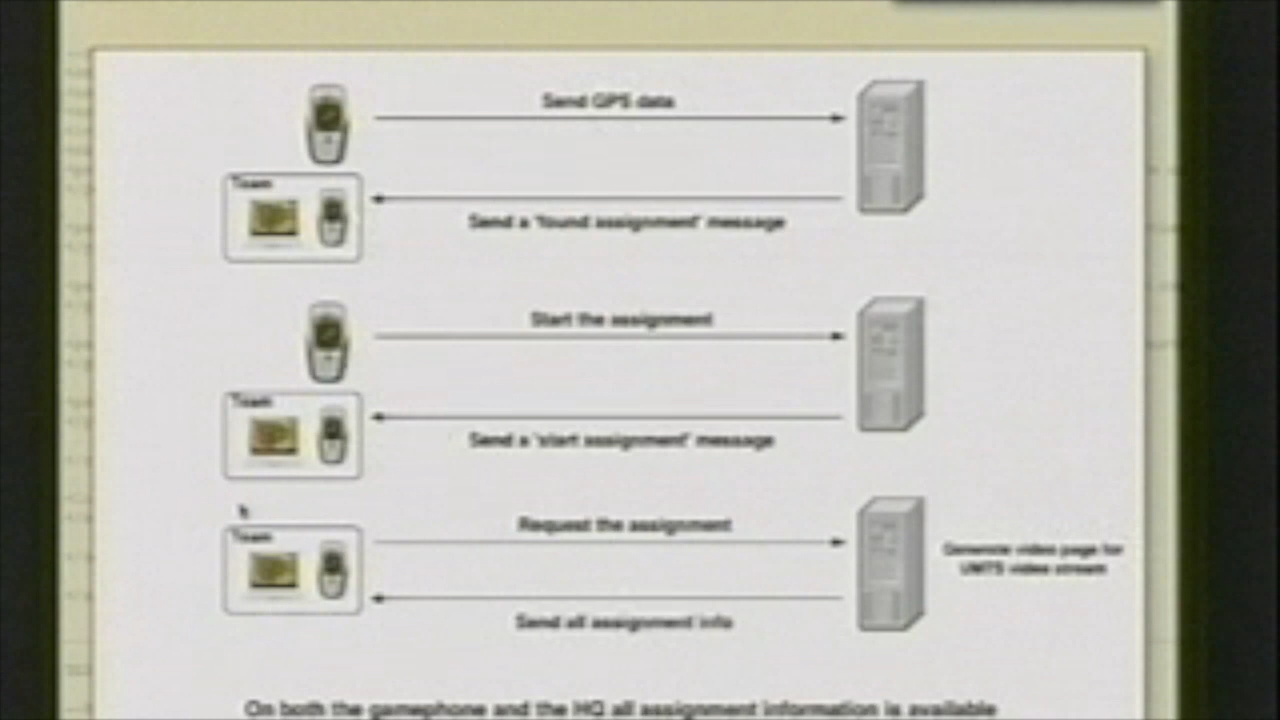 Send GPS data
Team
Send a 'found assignment' message
Start the assignment
Team
Send a 'start assignment' message
Request the assignment
Team
Generate video page for
UMTS video stream
Send all assignment info
On both the gamephone and the HQ all assignment information is available